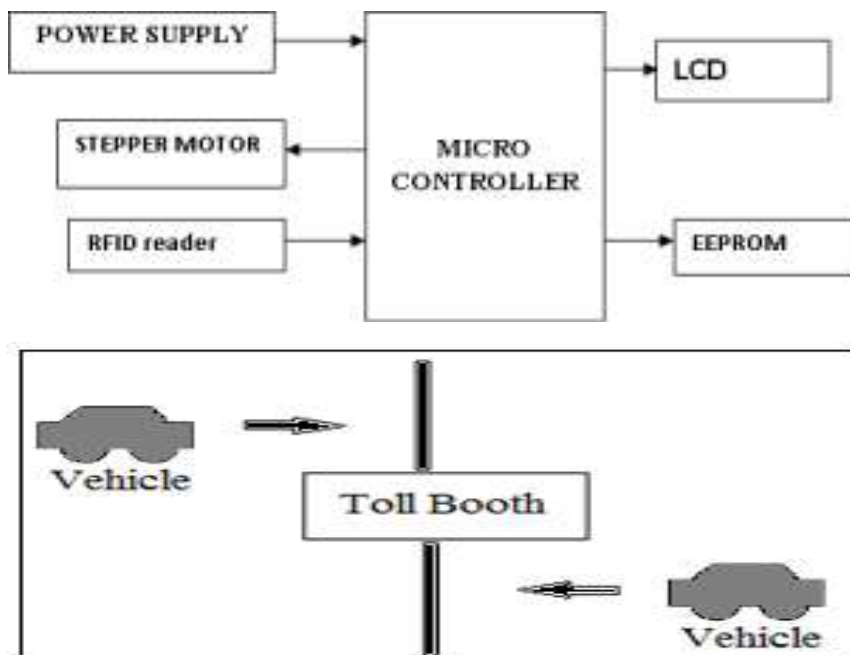 POWER SUPPLY
LCD
STEPPER MOTOR
MICRO
CONTROLLER
RFID reader
EEPROM
Vehicle
Toll Booth
Vehicle